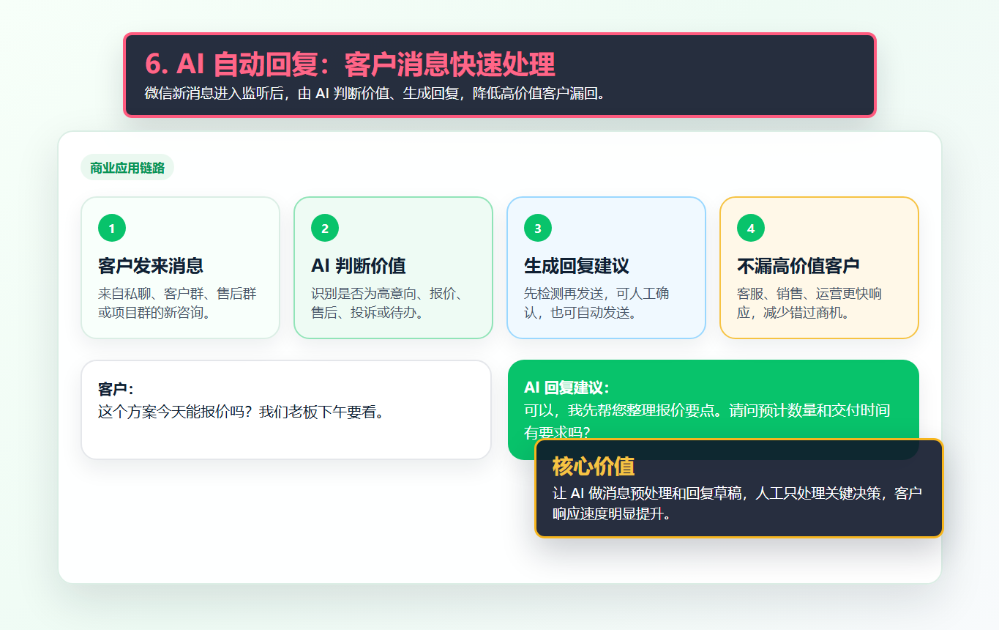 6. AI 自动回复：客户消息快速处理
微信新消息进入监听后，由 AI 判断价值、生成回复，降低高价值客户漏回。
商业应用链路
1
客户发来消息
来自私聊、客户群、售后群
或项目群的新咨询。
2
AI 判断价值
识别是否为高意向、报价、
售后、投诉或待办。
3
生成回复建议
先检测再发送，可人工确
认，也可自动发送。
4
不漏高价值客户
客服、销售、运营更快响
应，减少错过商机。
客户：
这个方案今天能报价吗？我们老板下午要看。
AI 回复建议：
可以，我先帮您整理报价要点。请问预计数量和交付时间
有要求吗？
核心价值
让 AI 做消息预处理和回复草稿，人工只处理关键决策，客户
响应速度明显提升。